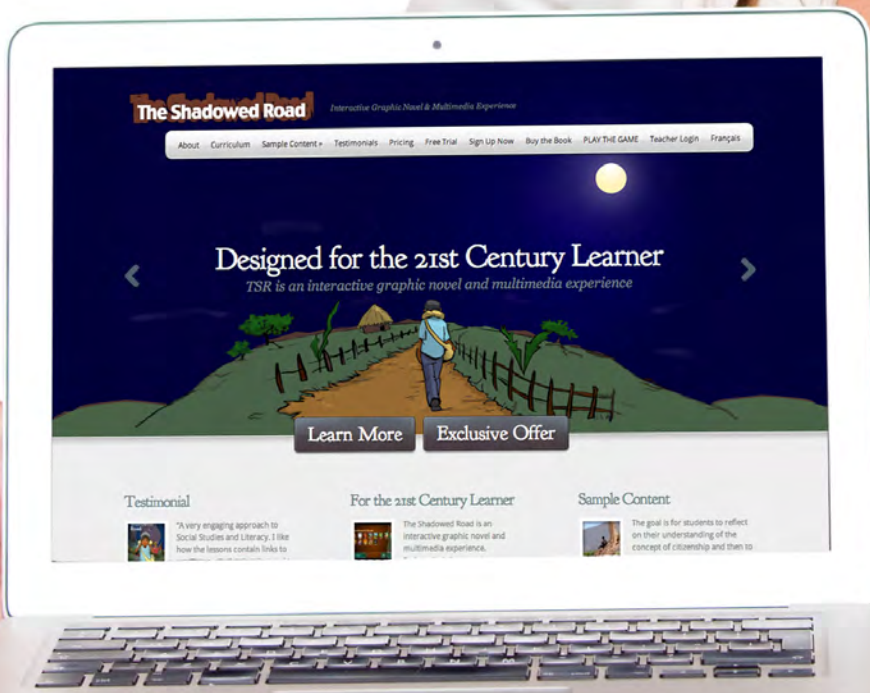 The Shadowed Road
Interactive Graphic Novel & Multimedia Experience
About Curriculum Sample Content » Testimonials Pricing Free Trial Sign Up Now Buy the Book PLAY THE GAME Teacher Login Français
Designed for the 21st Century Learner
TSR is an interactive graphic novel and multimedia experience
Learn More
Exclusive Offer
Testimonial
"A very engaging approach to
Social Studies and Literacy. I like
how the lessons contain links to
For the 21st Century Learner
The Shadowed Road is an
interactive graphic novel and
multimedia experience.
Sample Content
The goal is for students to reflect
on their understanding of the
concept of citizenship and then to